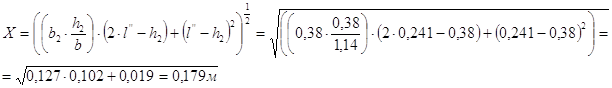 X = ((b₂ · h₂/b) · (2 · l" − h₂) + (l" − h₂)²)^(1/2) = √((0,38 · 0,38/1,14) · (2 · 0,241 − 0,38) + (0,241 − 0,38)²) =
= √(0,127 · 0,102 + 0,019) = 0,179 м